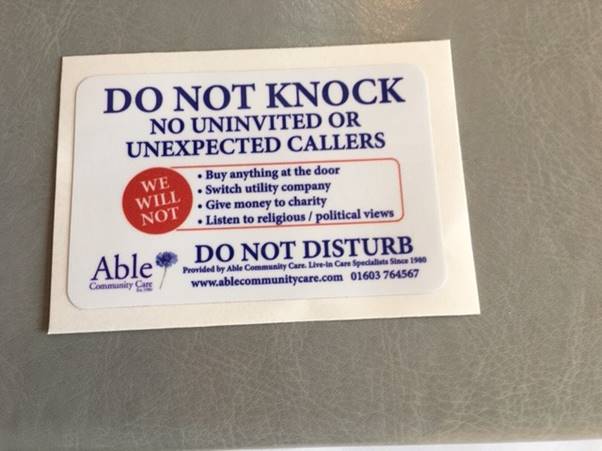 DO NOT KNOCK
NO UNINVITED OR
UNEXPECTED CALLERS
WE
WILL
NOT
• Buy anything at the door
• Switch utility company
• Give money to charity
• Listen to religious / political views
DO NOT DISTURB
Provided by Able Community Care. Live-in Care Specialists Since 1980
www.ablecommunitycare.com 01603 764567
Able
Community Care
Est 1980